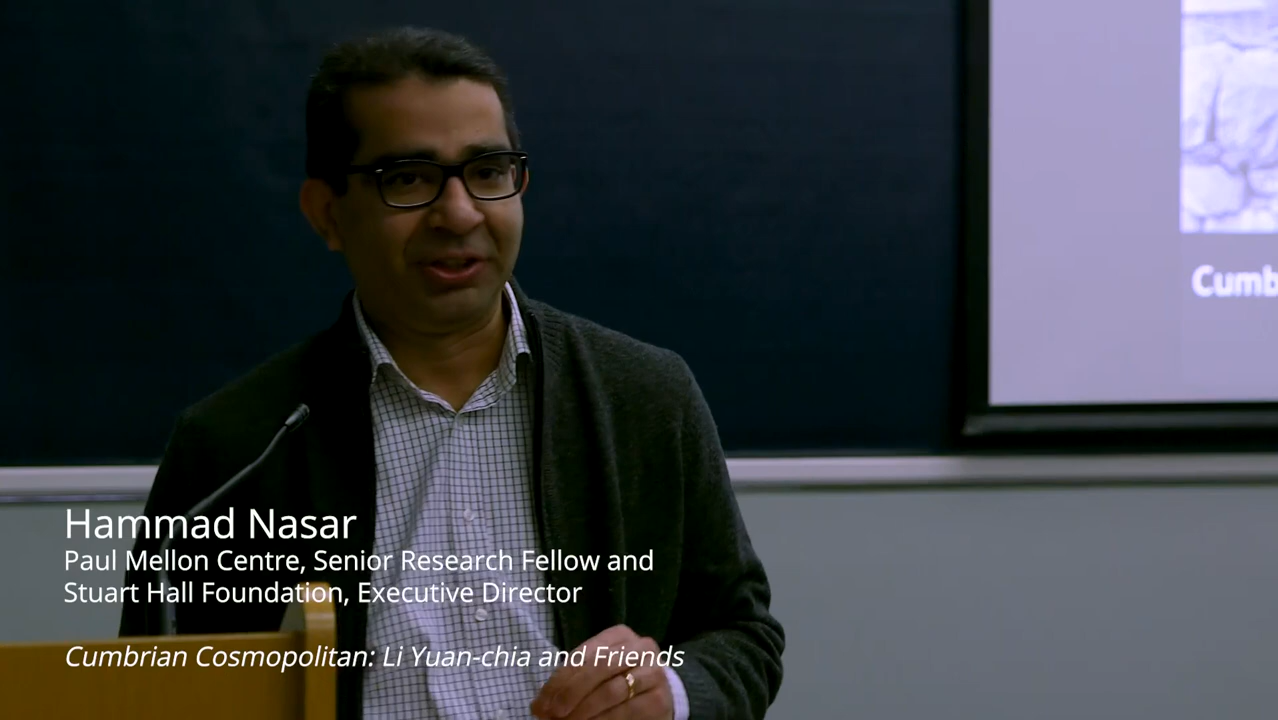 Cumb
Hammad Nasar
Paul Mellon Centre, Senior Research Fellow and
Stuart Hall Foundation, Executive Director
Cumbrian Cosmopolitan: Li Yuan-chia and Friends